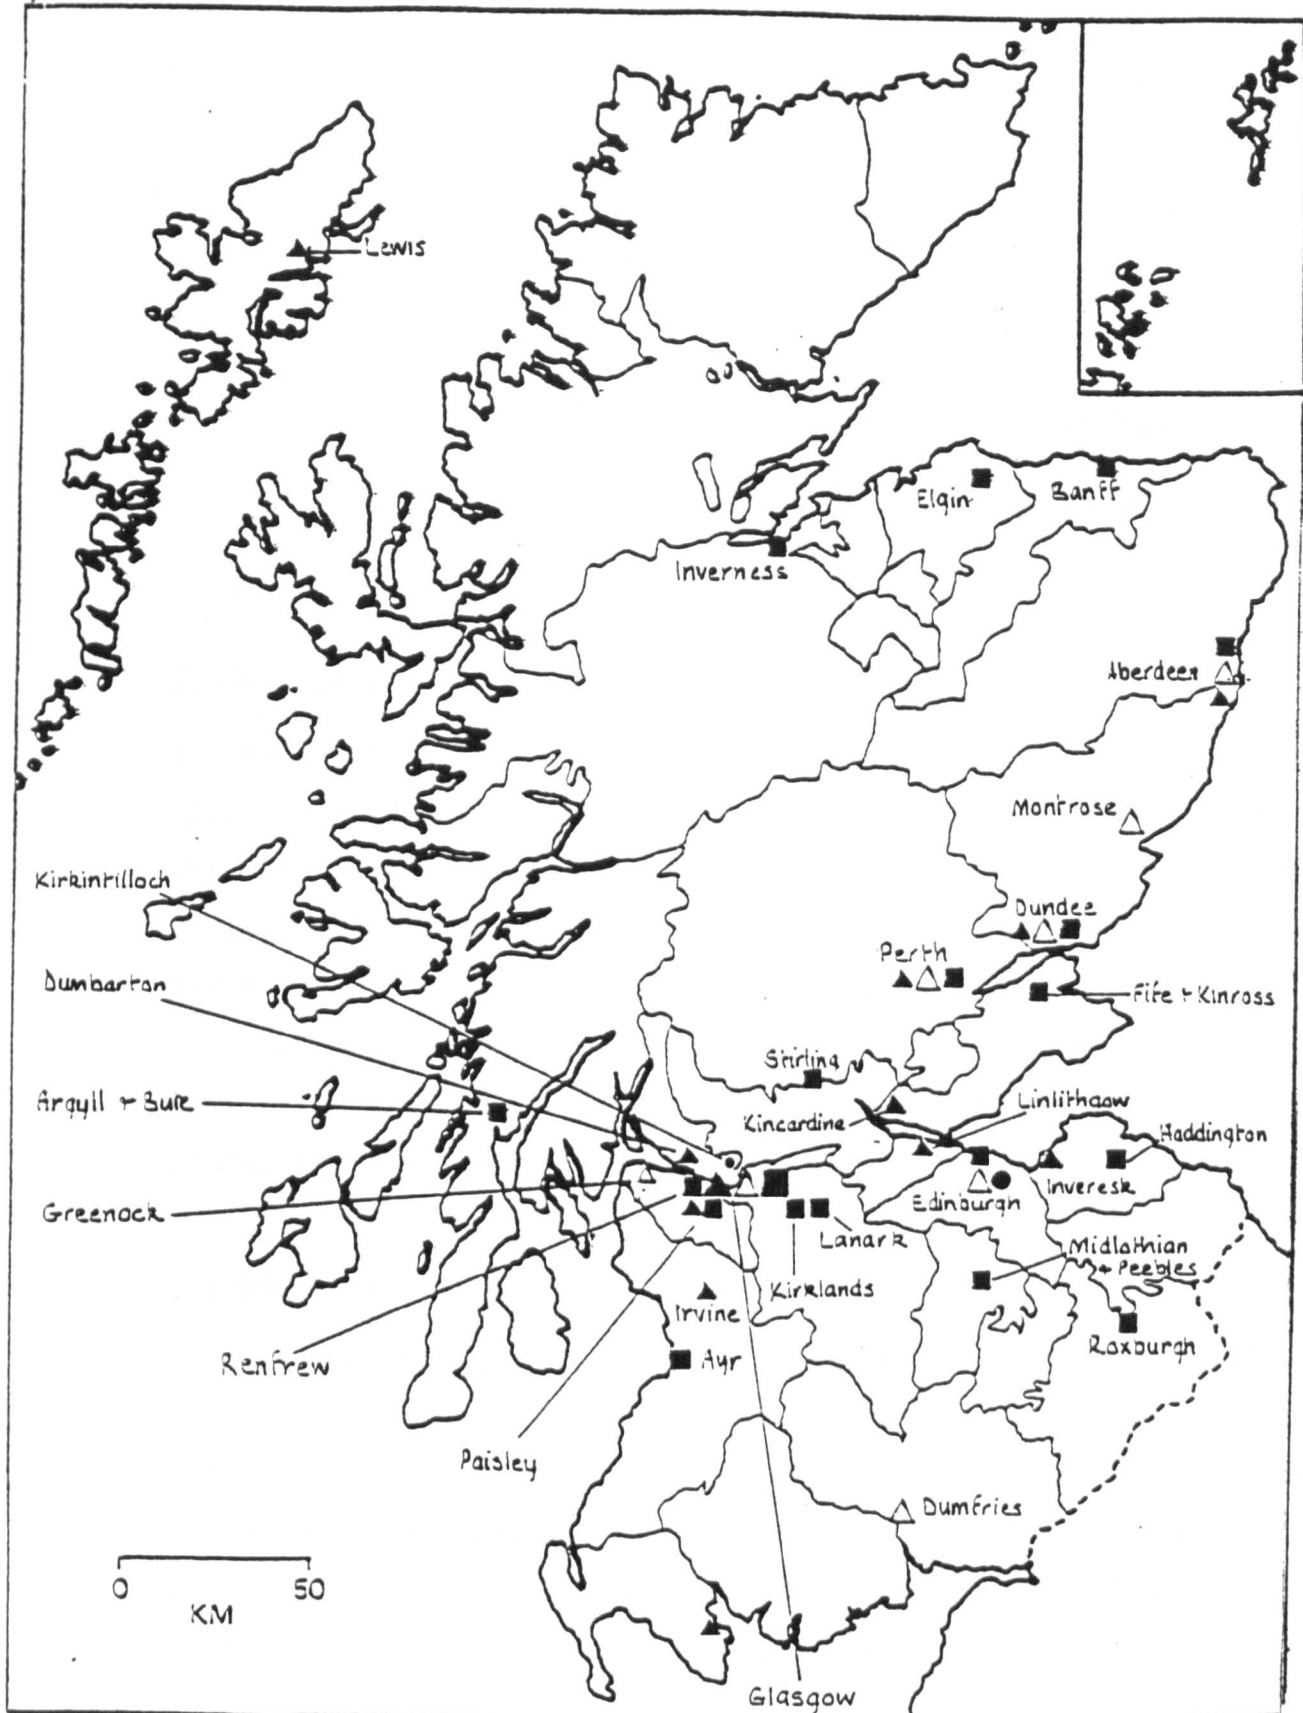 Lewis
Elgin
Banff
Inverness
Aberdeen
Montrose
Kirkintilloch
Dundee
Perth
Dumbarton
Fife + Kinross
Stirling
Argyll + Bute
Kincardine
Linlithgow
Haddington
Greenock
Edinburgh
Inveresk
Lanark
Midlothian
+ Peebles
Kirklands
Irvine
Roxburgh
Renfrew
Ayr
Paisley
Dumfries
0 50
KM
Glasgow